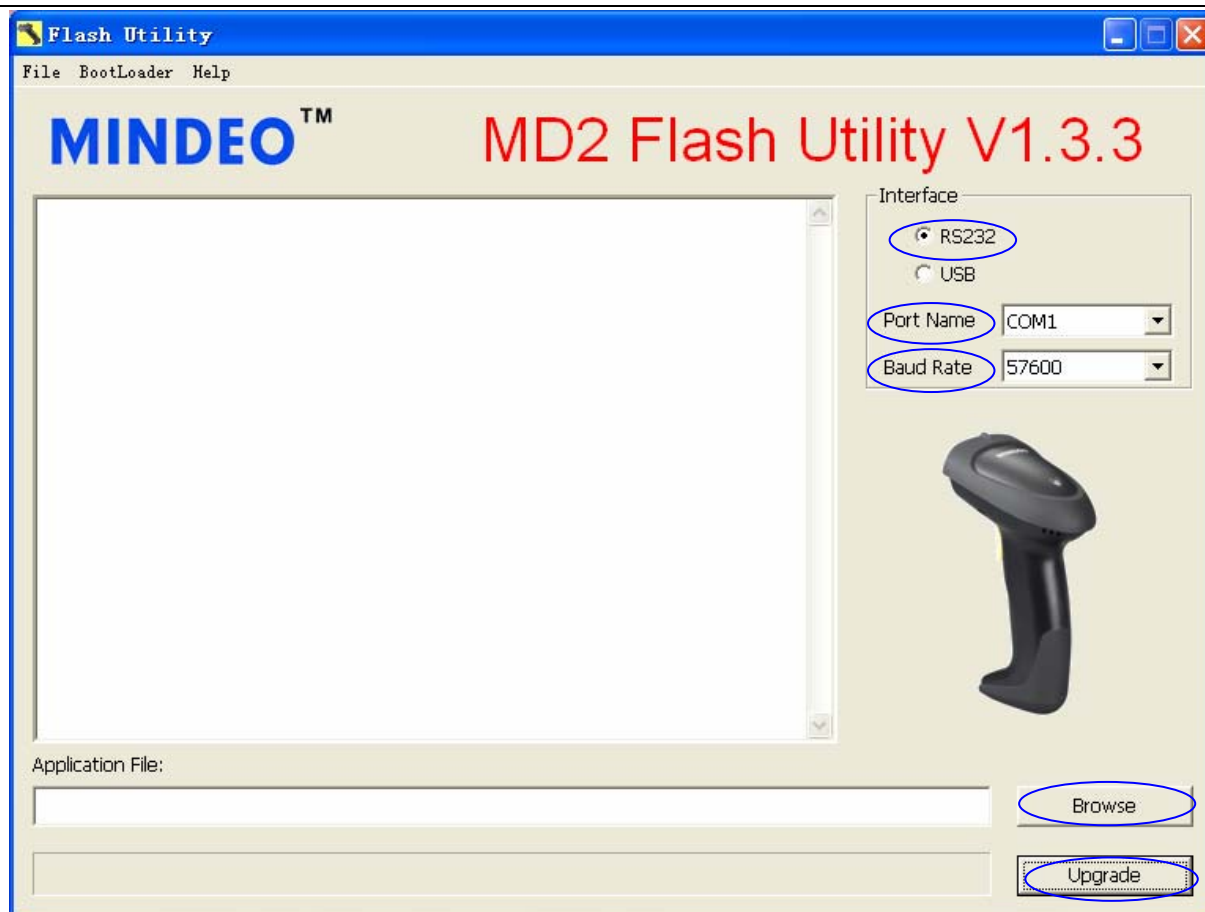 Flash Utility
File BootLoader Help
MINDEO™
MD2 Flash Utility V1.3.3
Interface
RS232
USB
Port Name COM1
Baud Rate 57600
Application File:
Browse
Upgrade